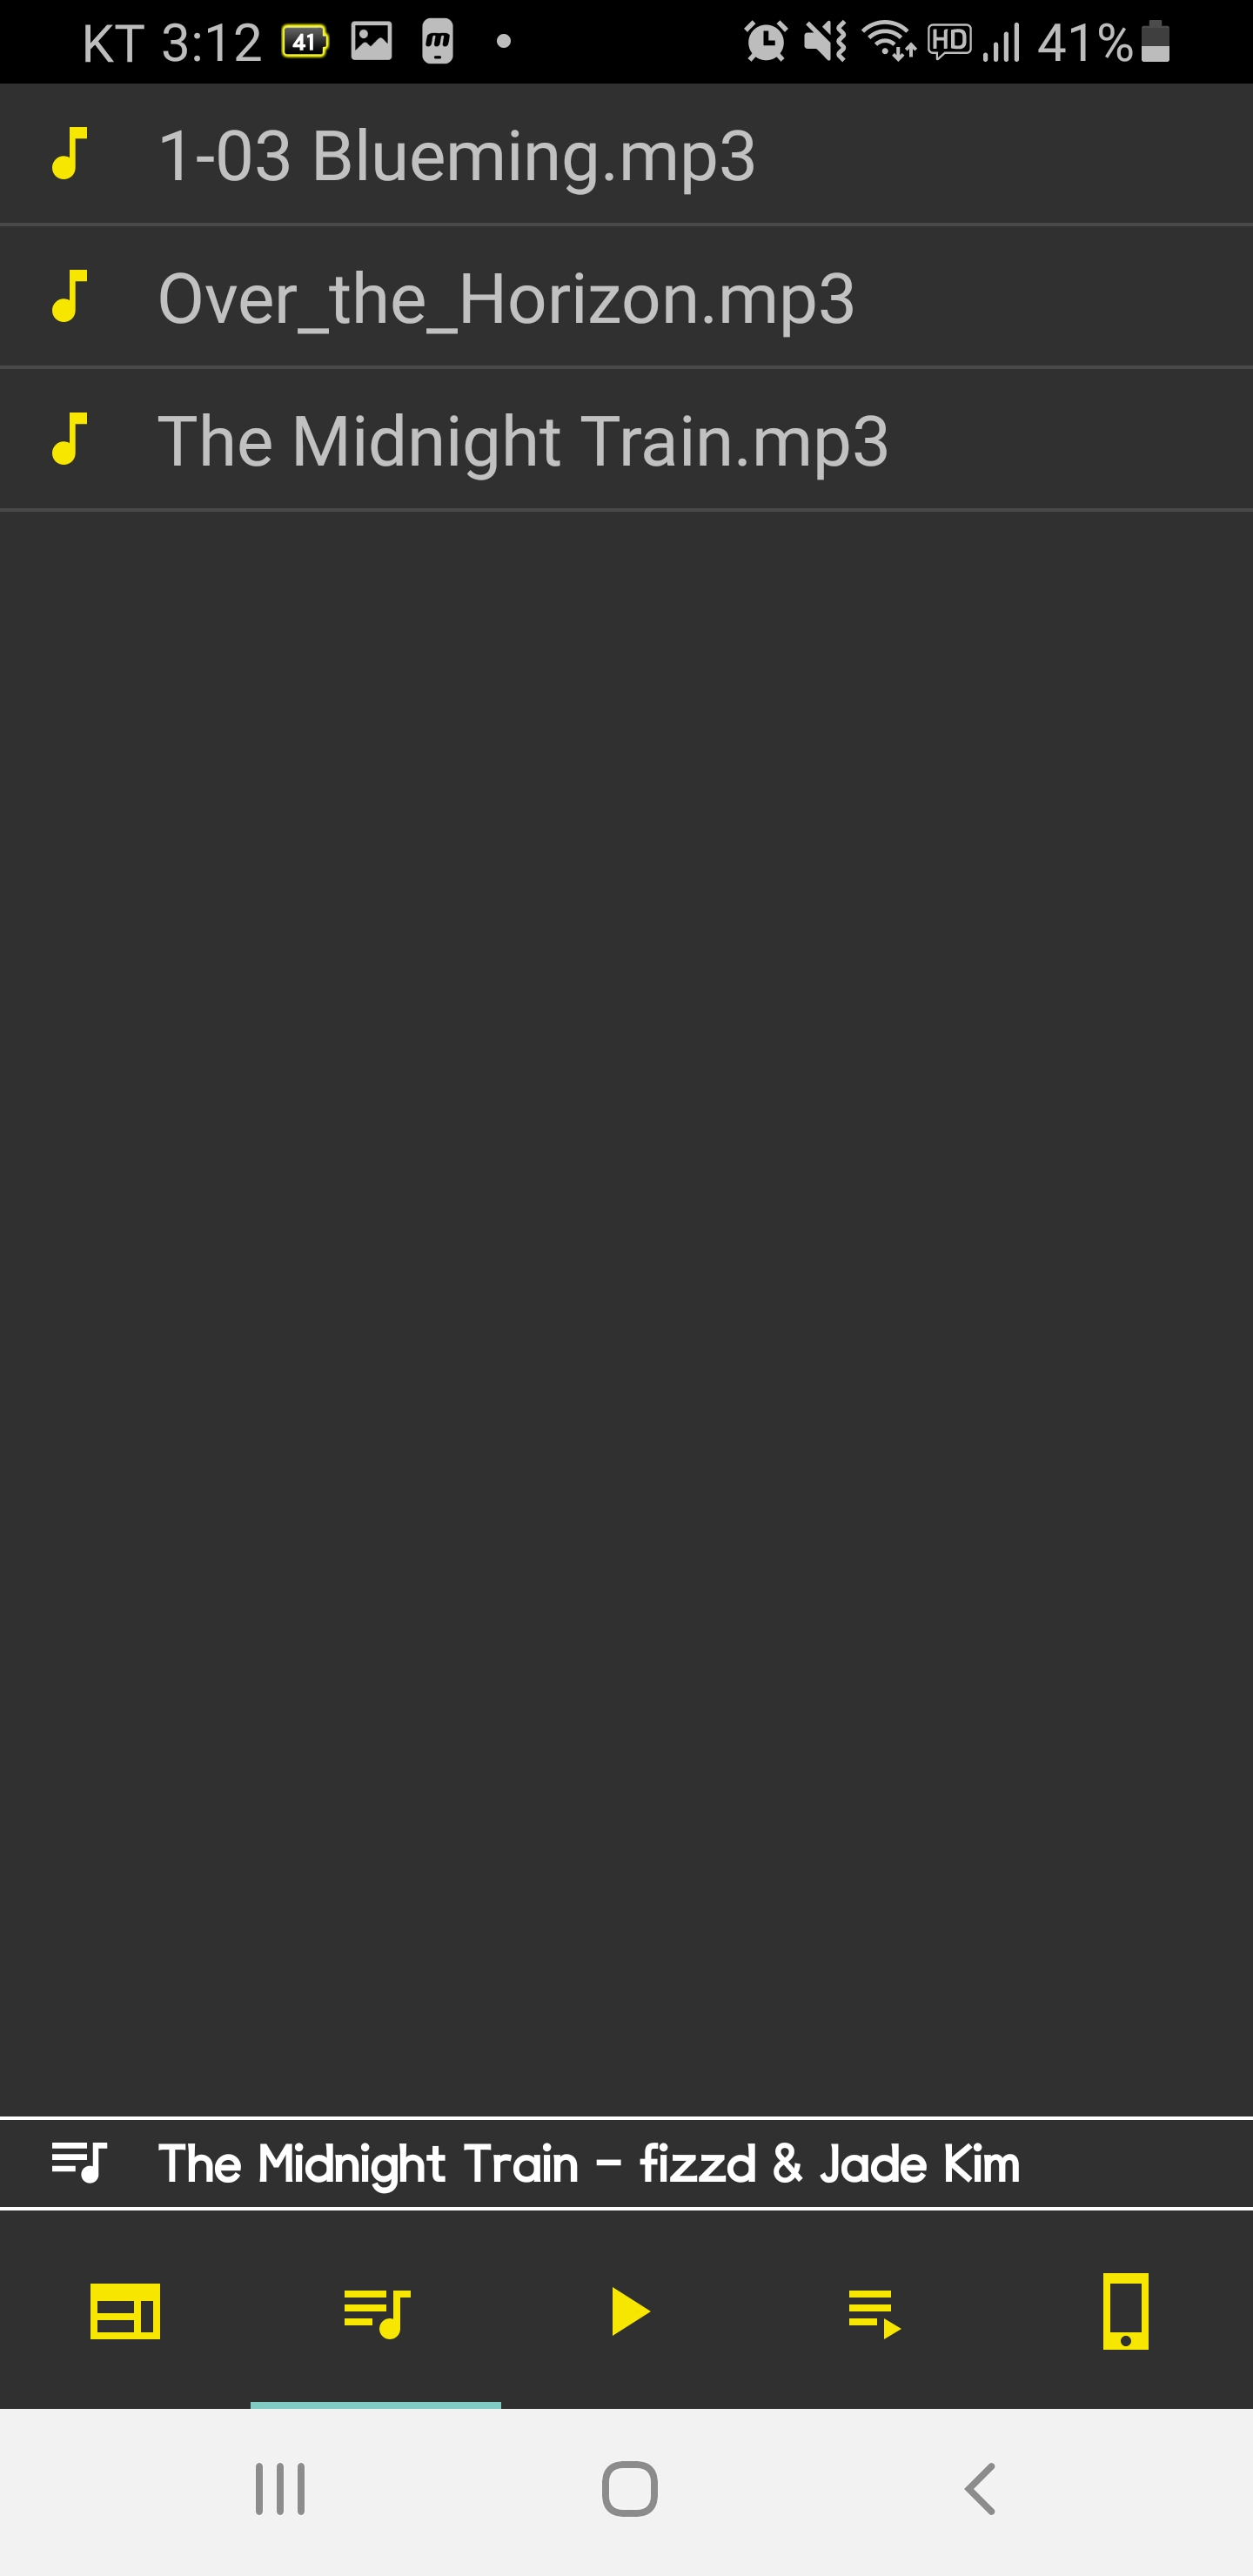 KT 3:12 41 m HD 41%
1-03 Blueming.mp3
Over_the_Horizon.mp3
The Midnight Train.mp3
The Midnight Train - fizzd & Jade Kim